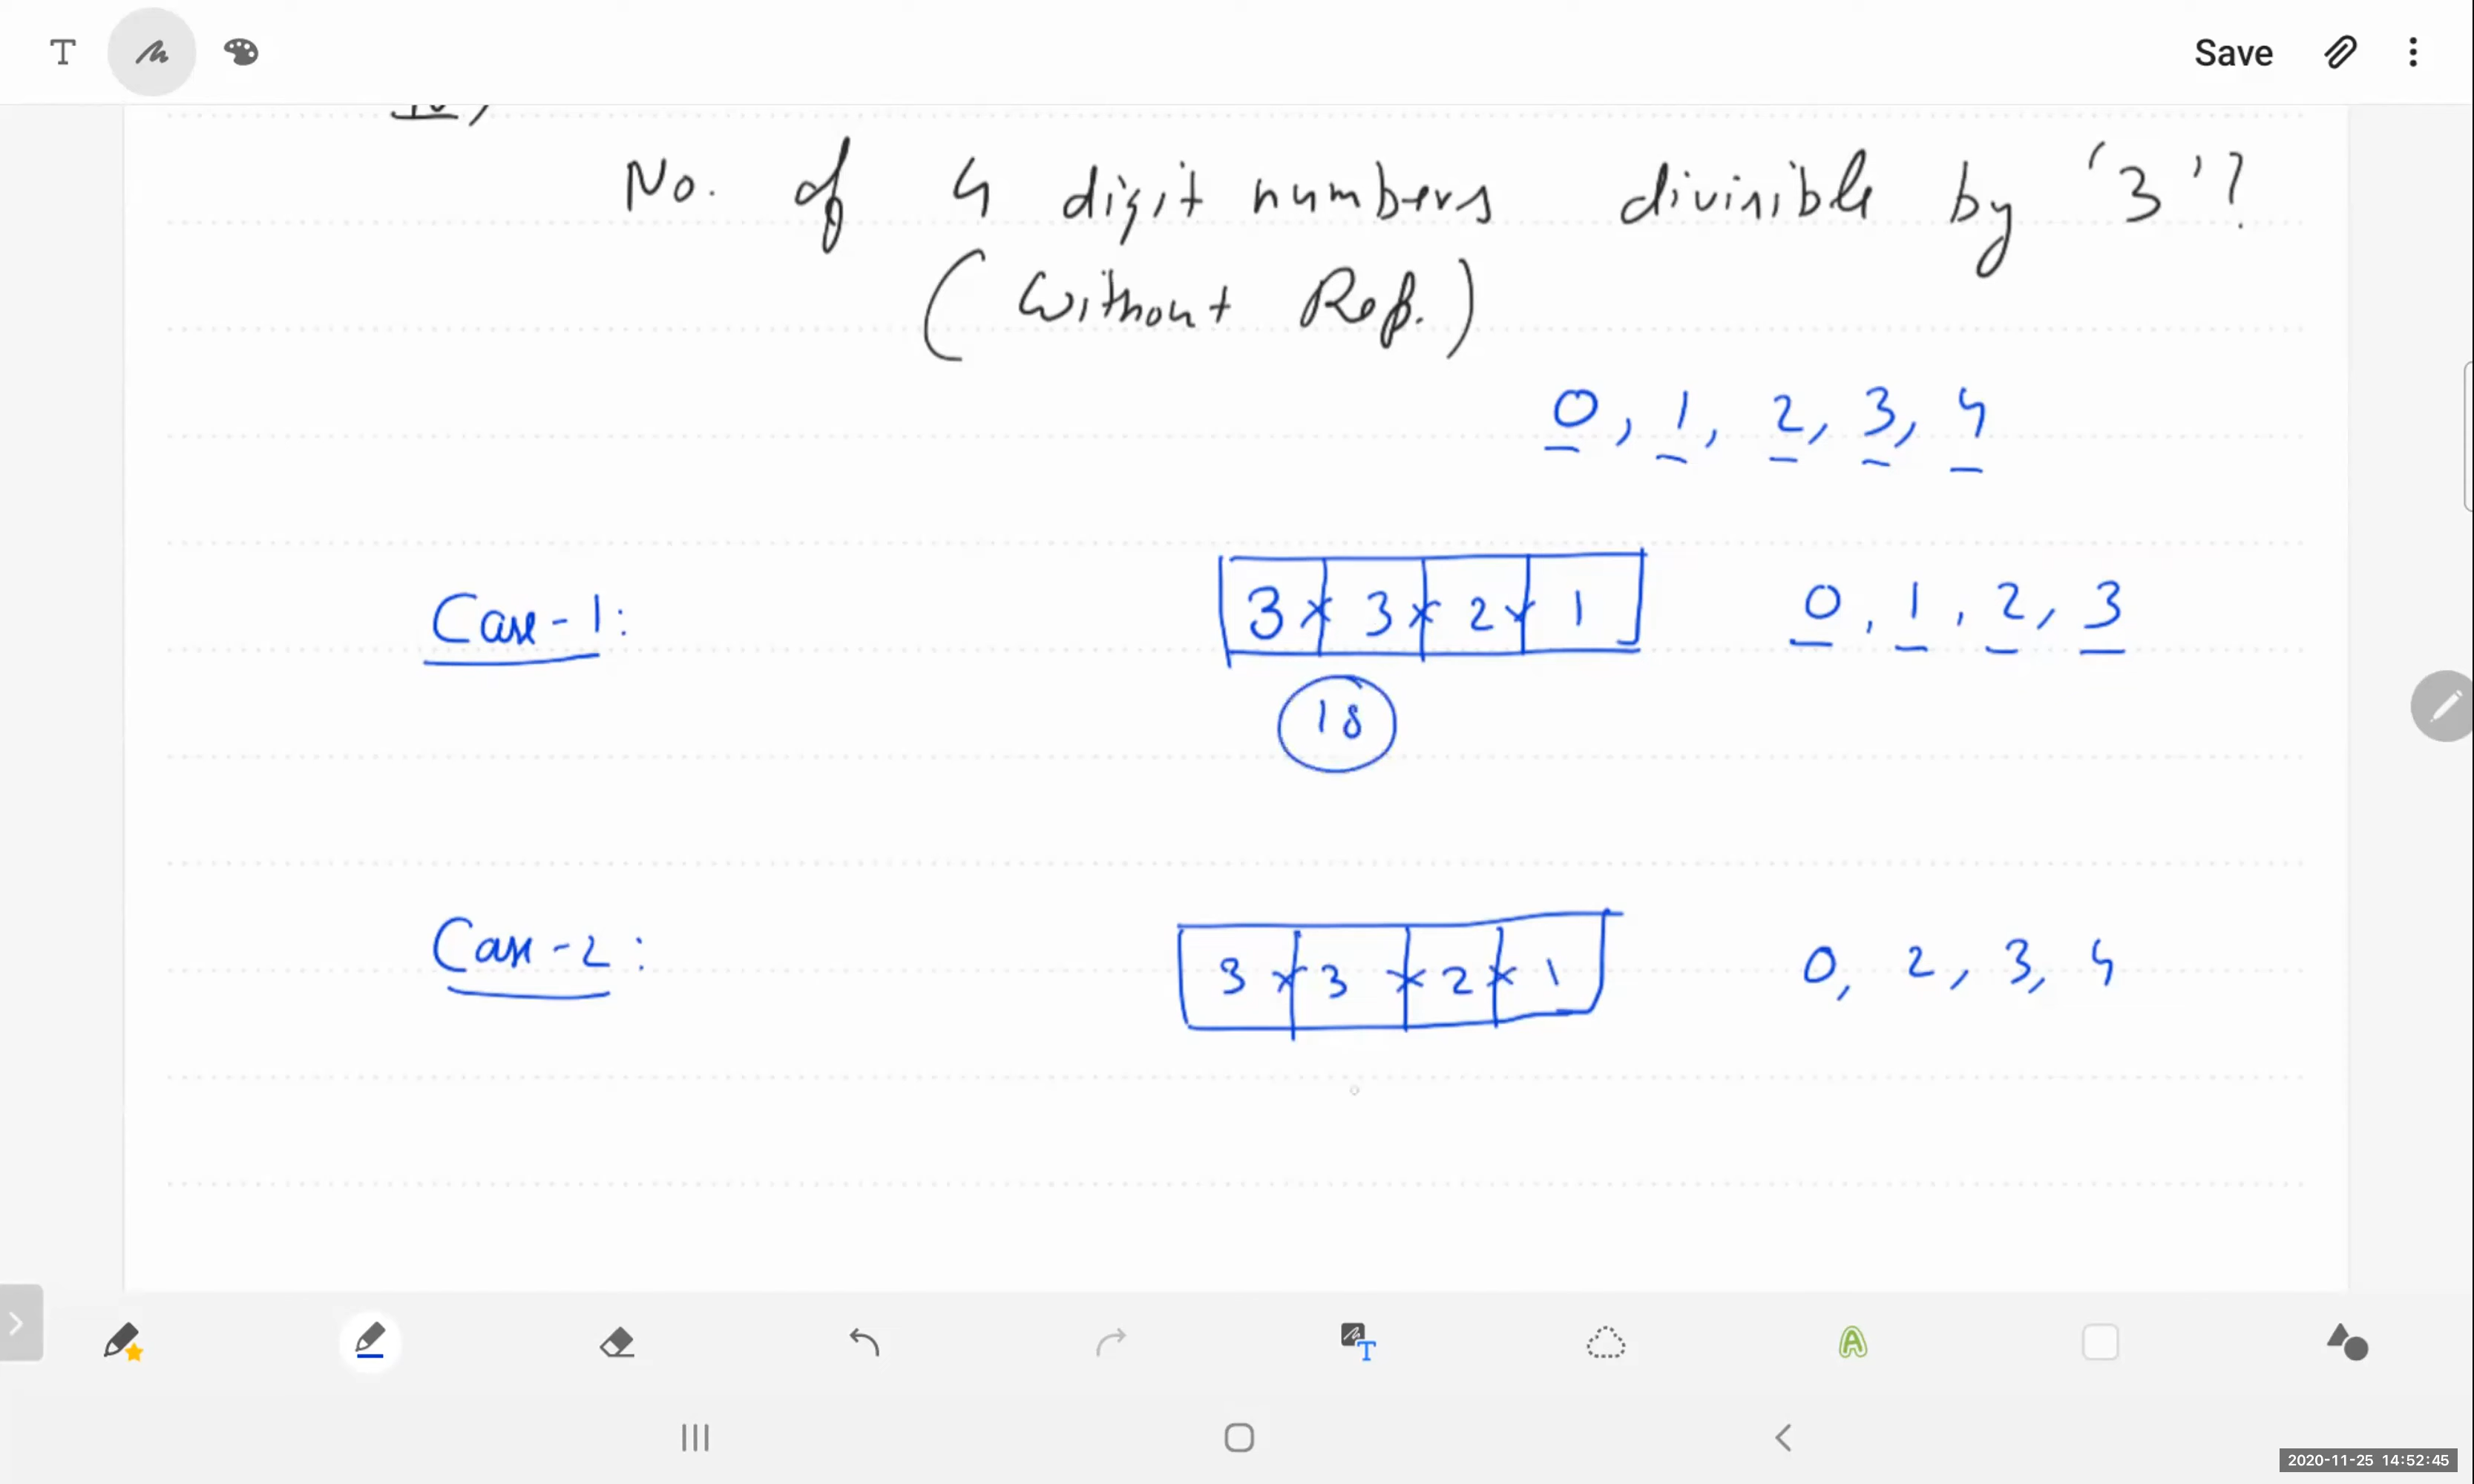 Save
No. of 4 digit numbers divisible by '3'?
(Without Rep.)
0, 1, 2, 3, 4
Case-1: 3 × 3 × 2 × 1 0, 1, 2, 3
18
Case-2: 3 × 3 × 2 × 1 0, 2, 3, 4
2020-11-25 14:52:45